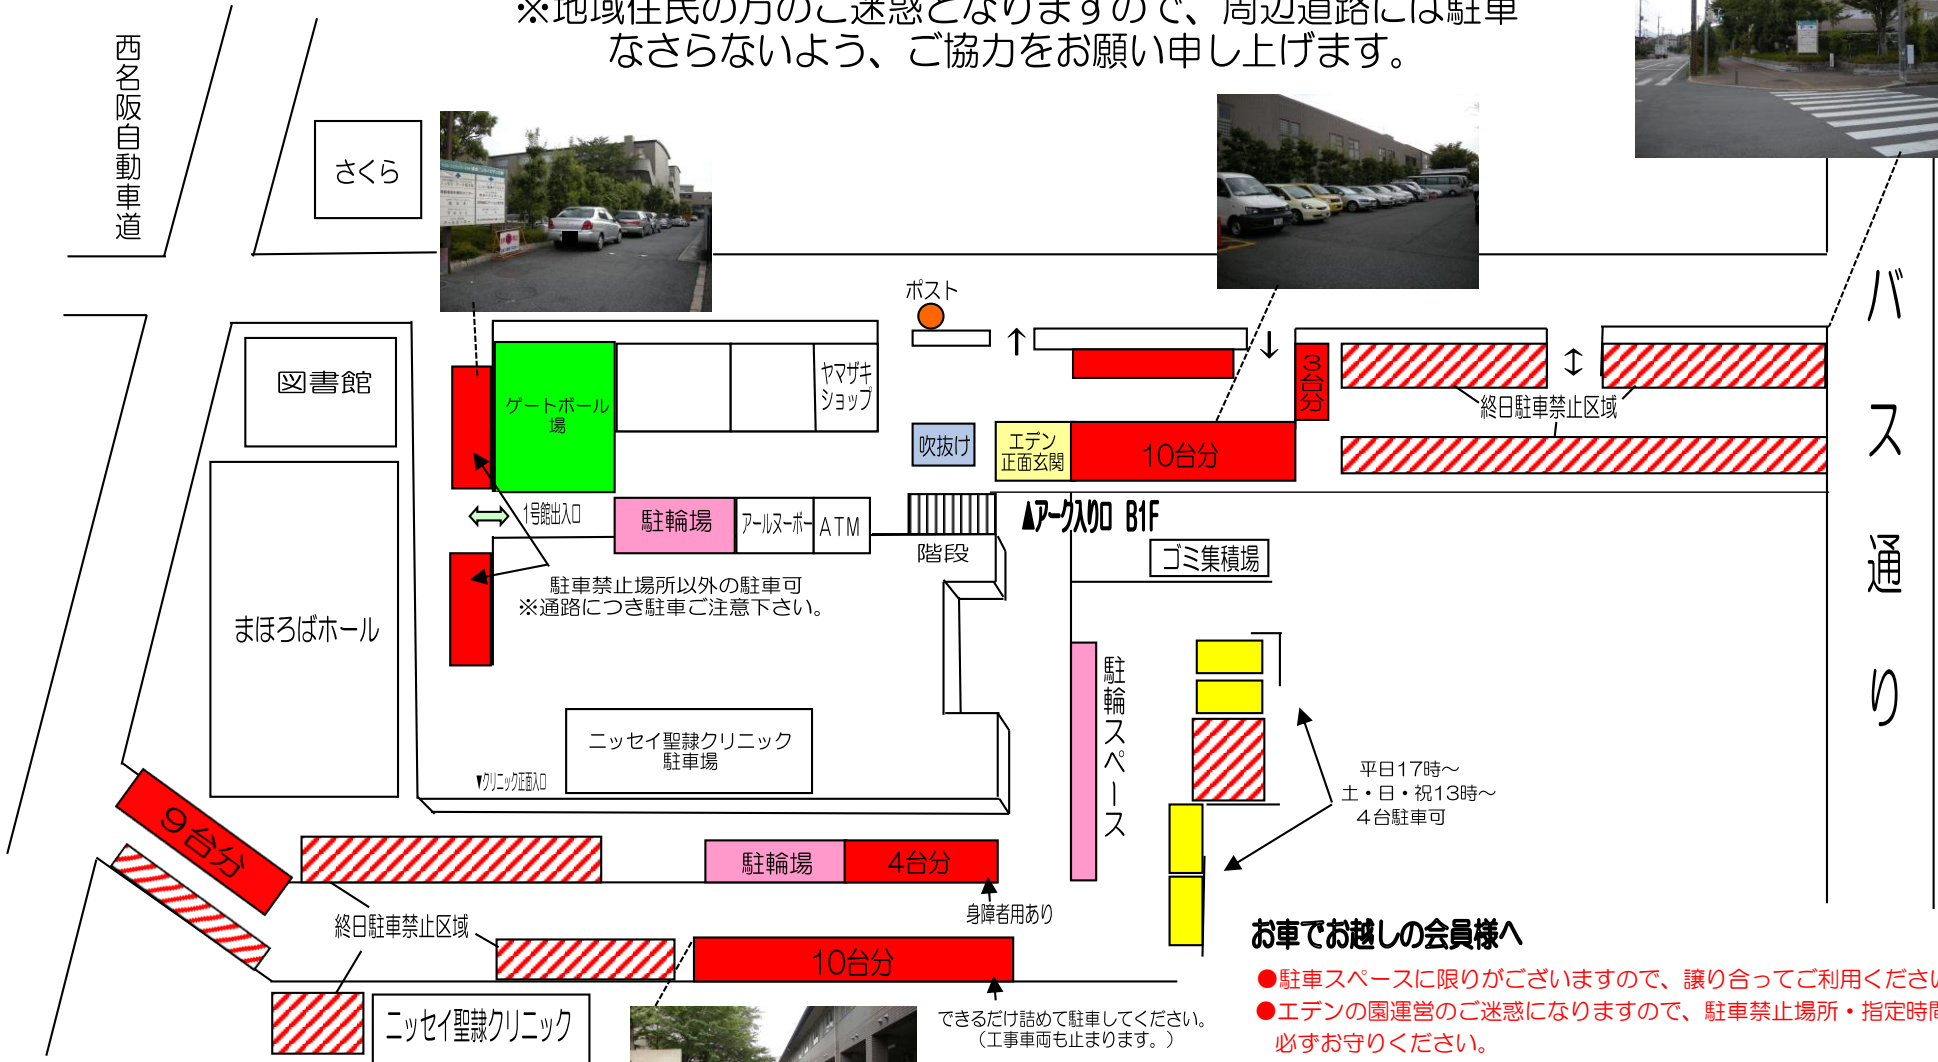 ※地域住民の方のご迷惑となりますので、周辺道路には駐車
なさらないよう、ご協力をお願い申し上げます。
西名阪自動車道
さくら
ポスト
バス通り
図書館
ゲートボール
場
ヤマザキ
ショップ
吹抜け
エデン
正面玄関
10台分
3台分
終日駐車禁止区域
1号館出入口
駐輪場
アールヌーボー
ATM
階段
▲アーク入り口 B1F
ゴミ集積場
駐車禁止場所以外の駐車可
※通路につき駐車ご注意下さい。
まほろばホール
駐輪スペース
ニッセイ聖隷クリニック
駐車場
▼クリニック正面入口
平日17時～
土・日・祝13時～
4台駐車可
9台分
駐輪場
4台分
身障者用あり
終日駐車禁止区域
10台分
ニッセイ聖隷クリニック
できるだけ詰めて駐車してください。
（工事車両も止まります。）
お車でお越しの会員様へ
●駐車スペースに限りがございますので、譲り合ってご利用くださ
●エデンの園運営のご迷惑になりますので、駐車禁止場所・指定時間
必ずお守りください。